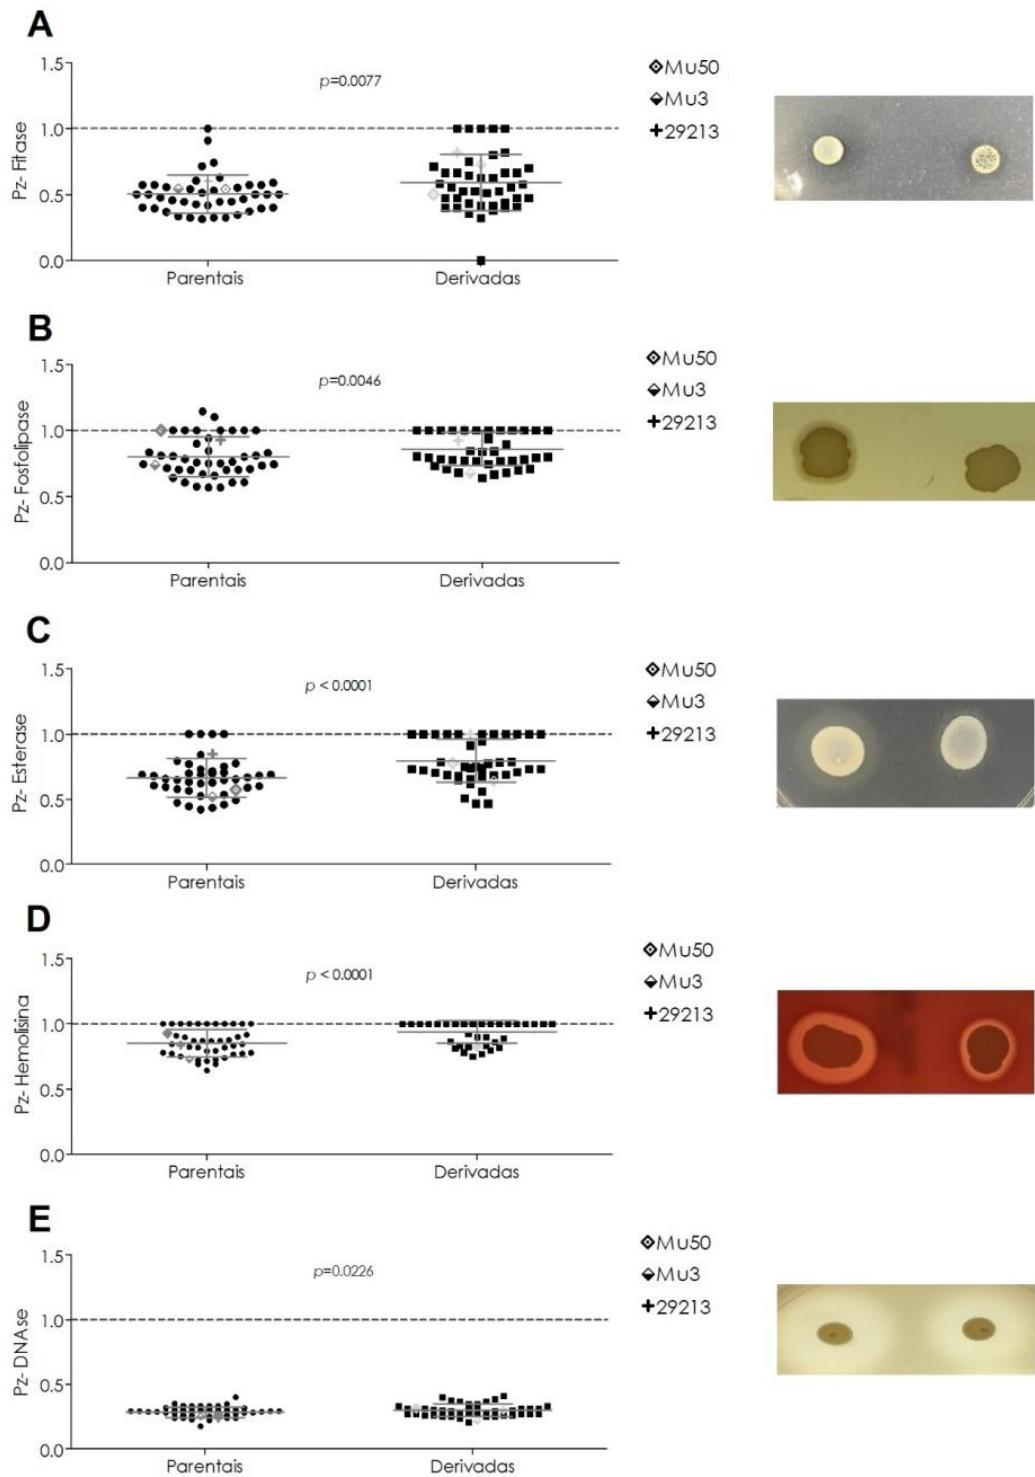 A
1.5
1.0
0.5
0.0
Pz- Fitase
p=0.0077
Parentais
Derivadas
Mu50
Mu3
29213
B
1.5
1.0
0.5
0.0
Pz- Fosfolipase
p=0.0046
Parentais
Derivadas
Mu50
Mu3
29213
C
1.5
1.0
0.5
0.0
Pz- Esterase
p < 0.0001
Parentais
Derivadas
Mu50
Mu3
29213
D
1.5
1.0
0.5
0.0
Pz- Hemolisina
p < 0.0001
Parentais
Derivadas
Mu50
Mu3
29213
E
1.5
1.0
0.5
0.0
Pz- DNAse
p=0.0226
Parentais
Derivadas
Mu50
Mu3
29213